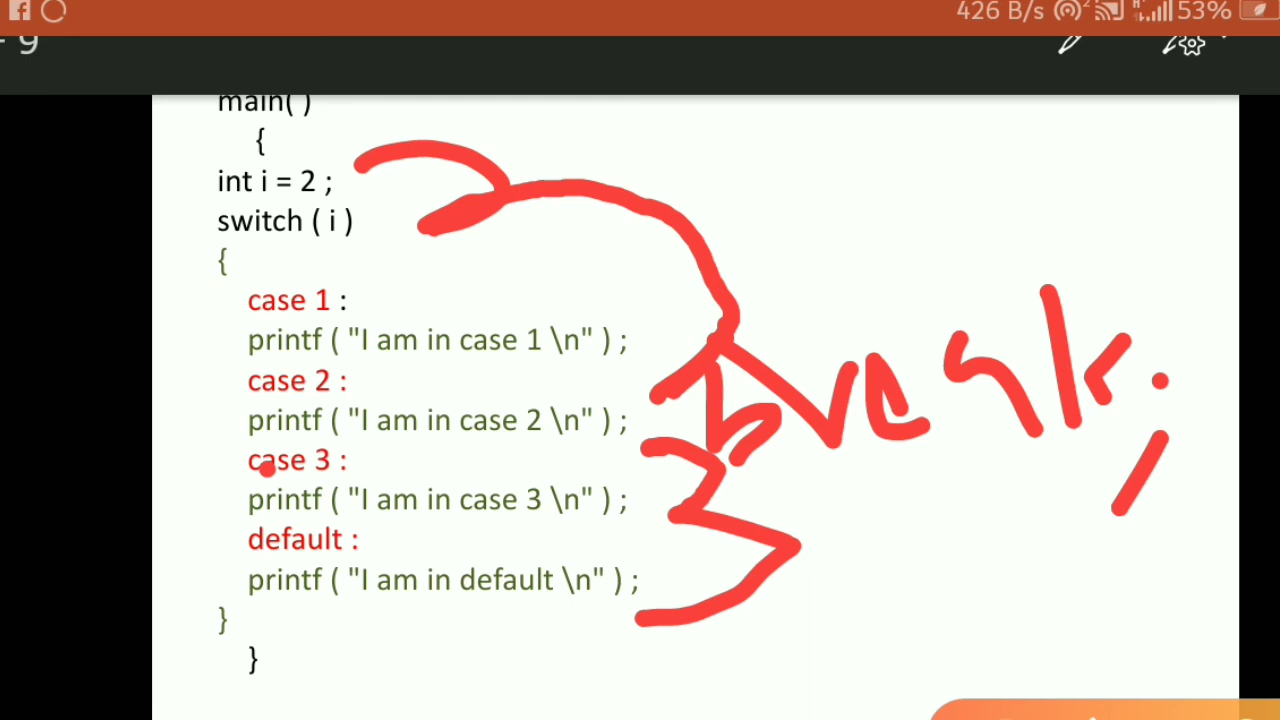 426 B/s 53%
- 9
main( )
{
int i = 2 ;
switch ( i )
{
case 1 :
printf ( "I am in case 1 \n" ) ;
case 2 :
printf ( "I am in case 2 \n" ) ;
break;
case 3 :
printf ( "I am in case 3 \n" ) ;
default :
printf ( "I am in default \n" ) ;
}
}